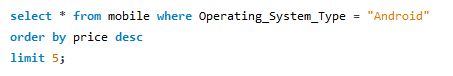 select * from mobile where Operating_System_Type = "Android"
order by price desc
limit 5;